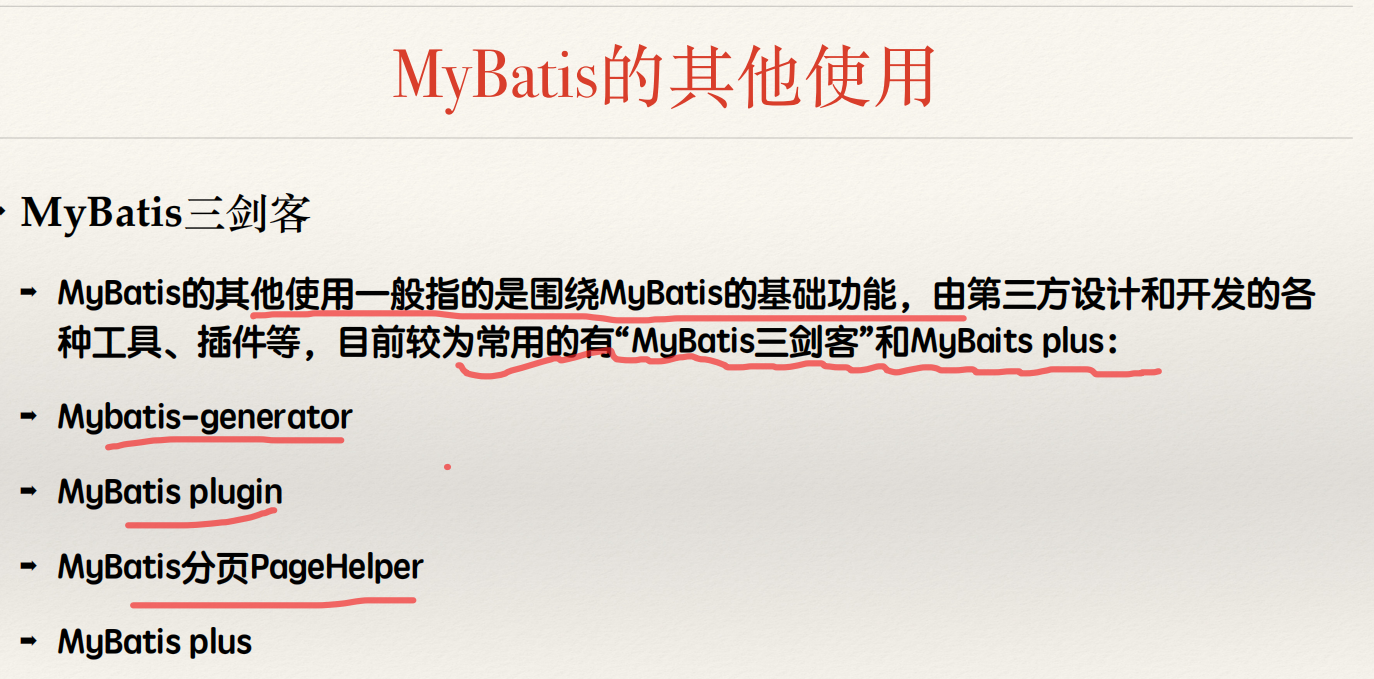 MyBatis的其他使用
MyBatis三剑客
MyBatis的其他使用一般指的是围绕MyBatis的基础功能，由第三方设计和开发的各
种工具、插件等，目前较为常用的有“MyBatis三剑客”和MyBaits plus：
Mybatis-generator
MyBatis plugin
MyBatis分页PageHelper
MyBatis plus